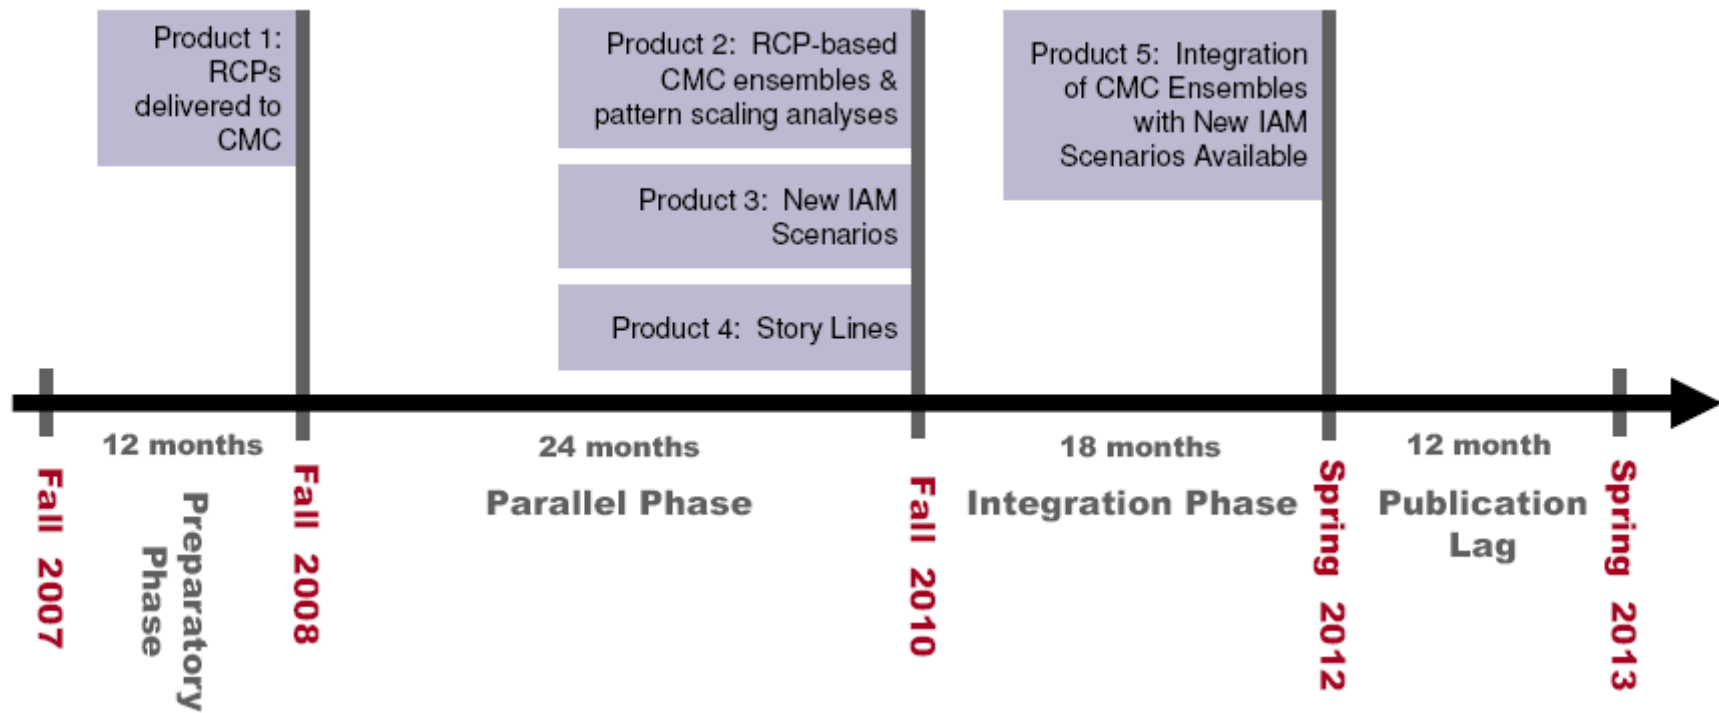 Product 1:
RCPs
delivered to
CMC
Product 2:  RCP-based
CMC ensembles &
pattern scaling analyses
Product 3:  New IAM
Scenarios
Product 4:  Story Lines
Product 5:  Integration
of CMC Ensembles
with New IAM
Scenarios Available
12 months
24 months
18 months
12 month
Fall 2007
Preparatory
Phase
Fall 2008
Parallel Phase
Fall 2010
Integration Phase
Spring 2012
Publication
Lag
Spring 2013